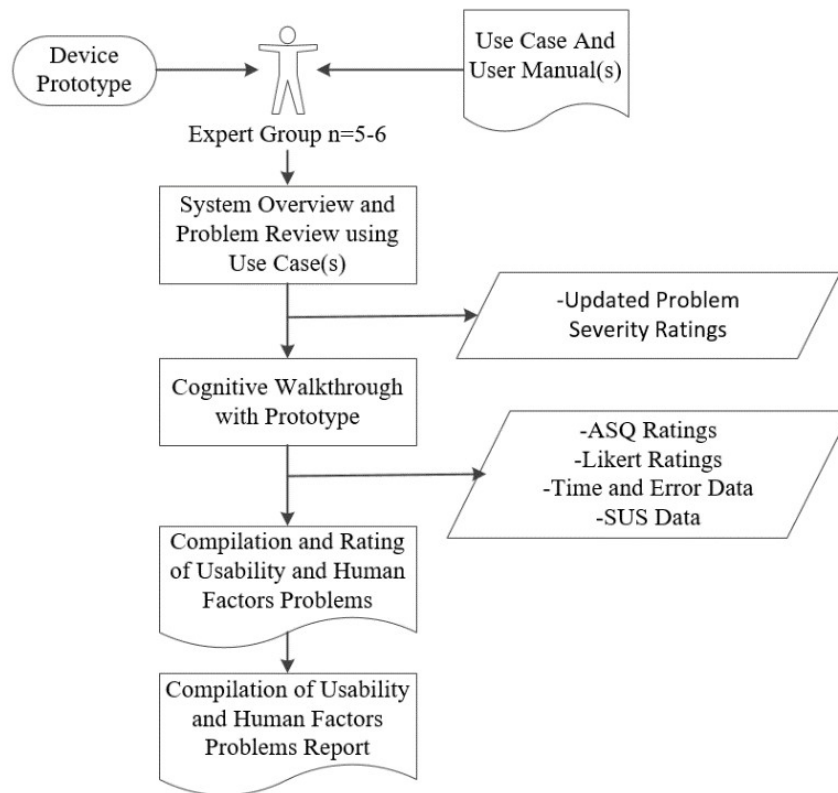 Device
Prototype
Use Case And
User Manual(s)
Expert Group n=5-6
System Overview and
Problem Review using
Use Case(s)
-Updated Problem
Severity Ratings
Cognitive Walkthrough
with Prototype
-ASQ Ratings
-Likert Ratings
-Time and Error Data
-SUS Data
Compilation and Rating
of Usability and Human
Factors Problems
Compilation of Usability
and Human Factors
Problems Report